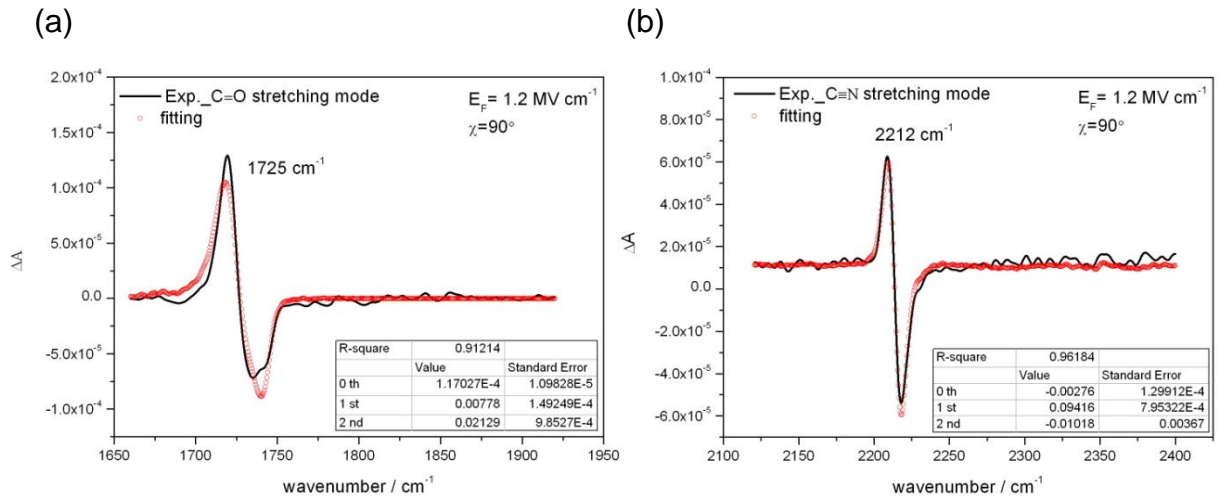 (a)
2.0x10⁻⁴
1.5x10⁻⁴
1.0x10⁻⁴
5.0x10⁻⁵
0.0
-5.0x10⁻⁵
-1.0x10⁻⁴
ΔA
Exp._C=O stretching mode
fitting
E_F= 1.2 MV cm⁻¹
χ=90°
1725 cm⁻¹
R-square 0.91214
Value Standard Error
0 th 1.17027E-4 1.09828E-5
1 st 0.00778 1.49249E-4
2 nd 0.02129 9.8527E-4
1650 1700 1750 1800 1850 1900 1950
wavenumber / cm⁻¹
(b)
1.0x10⁻⁴
8.0x10⁻⁵
6.0x10⁻⁵
4.0x10⁻⁵
2.0x10⁻⁵
0.0
-2.0x10⁻⁵
-4.0x10⁻⁵
-6.0x10⁻⁵
ΔA
Exp._C≡N stretching mode
fitting
E_F= 1.2 MV cm⁻¹
χ=90°
2212 cm⁻¹
R-square 0.96184
Value Standard Error
0 th -0.00276 1.29912E-4
1 st 0.09416 7.95322E-4
2 nd -0.01018 0.00367
2100 2150 2200 2250 2300 2350 2400
wavenumber / cm⁻¹